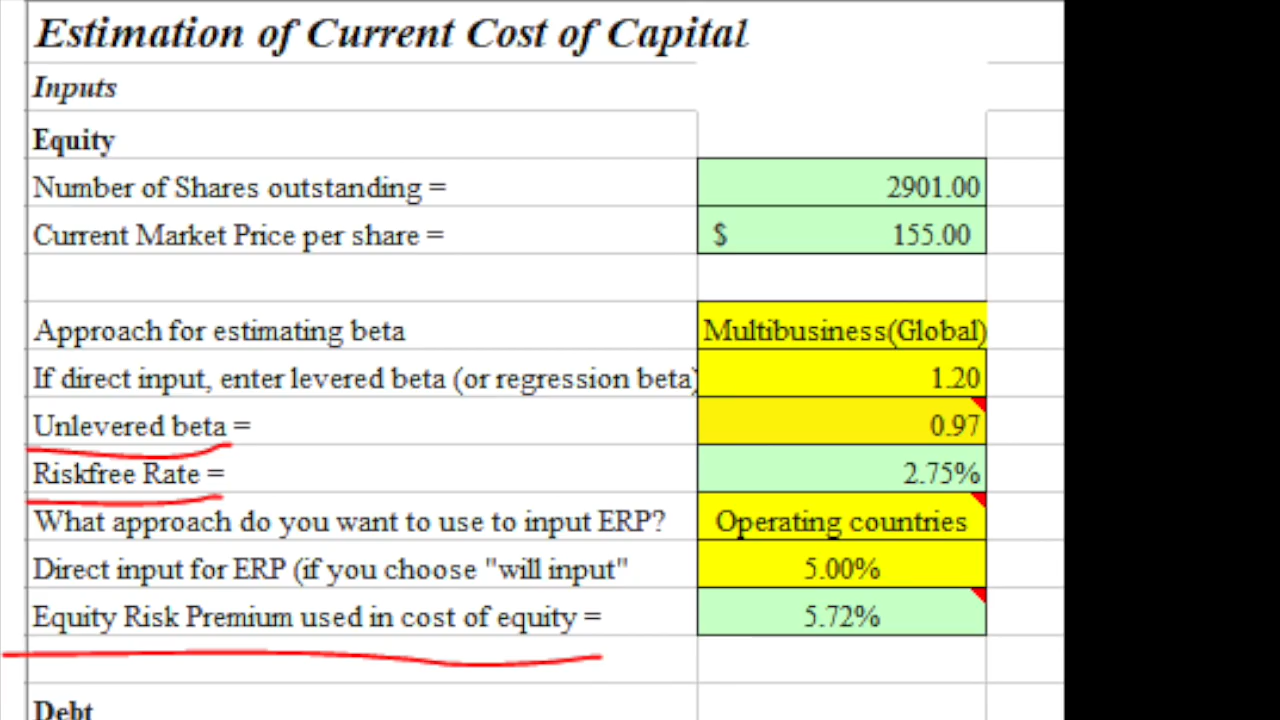 Estimation of Current Cost of Capital
Inputs
Equity
Number of Shares outstanding = 2901.00
Current Market Price per share = $ 155.00
Approach for estimating beta Multibusiness(Global)
If direct input, enter levered beta (or regression beta) 1.20
Unlevered beta = 0.97
Riskfree Rate = 2.75%
What approach do you want to use to input ERP? Operating countries
Direct input for ERP (if you choose "will input" 5.00%
Equity Risk Premium used in cost of equity = 5.72%
Debt